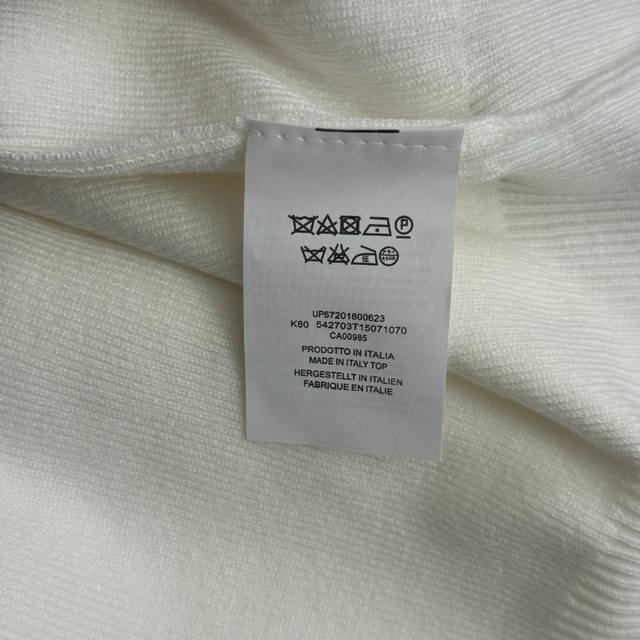 P
UP57201800623
K80 542703T15071070
CA00985
PRODOTTO IN ITALIA
MADE IN ITALY TOP
HERGESTELLT IN ITALIEN
FABRIQUE EN ITALIE